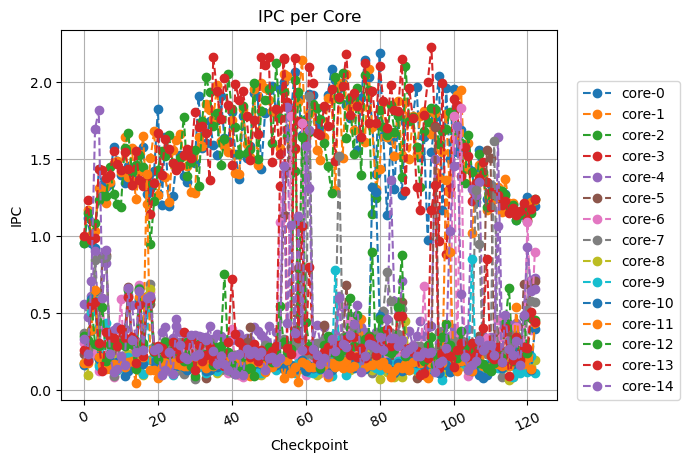 IPC per Core
IPC
2.0
1.5
1.0
0.5
0.0
0
20
40
60
80
100
120
Checkpoint
core-0
core-1
core-2
core-3
core-4
core-5
core-6
core-7
core-8
core-9
core-10
core-11
core-12
core-13
core-14